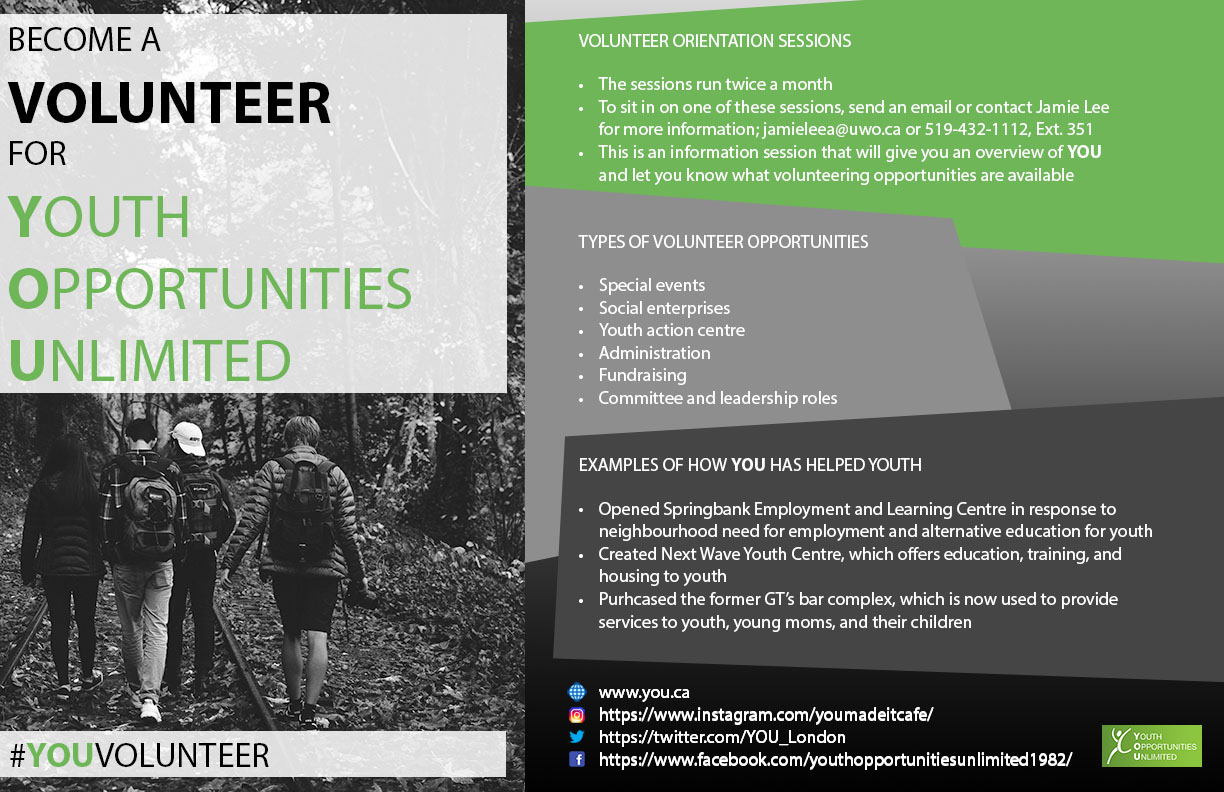 BECOME A
VOLUNTEER
FOR
YOUTH
OPPORTUNITIES
UNLIMITED
#YOUVOLUNTEER
VOLUNTEER ORIENTATION SESSIONS
• The sessions run twice a month
• To sit in on one of these sessions, send an email or contact Jamie Lee
for more information; jamieleea@uwo.ca or 519-432-1112, Ext. 351
• This is an information session that will give you an overview of YOU
and let you know what volunteering opportunities are available
TYPES OF VOLUNTEER OPPORTUNITIES
• Special events
• Social enterprises
• Youth action centre
• Administration
• Fundraising
• Committee and leadership roles
EXAMPLES OF HOW YOU HAS HELPED YOUTH
• Opened Springbank Employment and Learning Centre in response to
neighbourhood need for employment and alternative education for youth
• Created Next Wave Youth Centre, which offers education, training, and
housing to youth
• Purhcased the former GT’s bar complex, which is now used to provide
services to youth, young moms, and their children
www.you.ca
https://www.instagram.com/youmadeitcafe/
https://twitter.com/YOU_London
https://www.facebook.com/youthopportunitiesunlimited1982/
YOUTH
OPPORTUNITIES
UNLIMITED